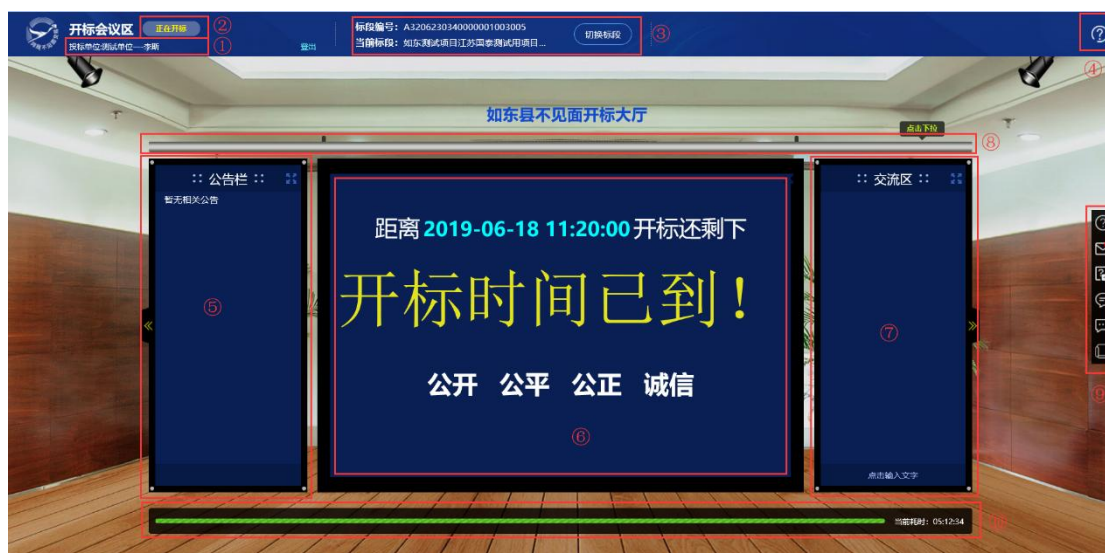 开标会议区 正在开标 ②
投标单位:测试单位---李斯 ① 登出
标段编号：A3206230340000001003005
当前标段：如东测试项目江苏国泰测试用项目...
切换标段 ③
④
如东县不见面开标大厅
点击下拉
⑧
公告栏
暂无相关公告
⑤
距离 2019-06-18 11:20:00 开标还剩下
开标时间已到！
公开 公平 公正 诚信
⑥
交流区
⑦
点击输入文字
⑨
当前耗时：05:12:34